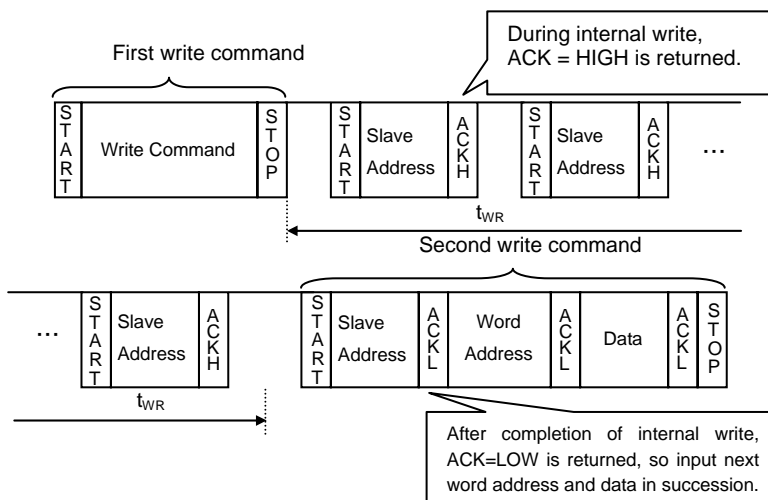 During internal write,
ACK = HIGH is returned.
First write command
START
Write Command
STOP
START
Slave
Address
ACKH
START
Slave
Address
ACKH
...
tWR
Second write command
...
START
Slave
Address
ACKH
START
Slave
Address
ACKL
Word
Address
ACKL
Data
ACKL
STOP
tWR
After completion of internal write,
ACK=LOW is returned, so input next
word address and data in succession.